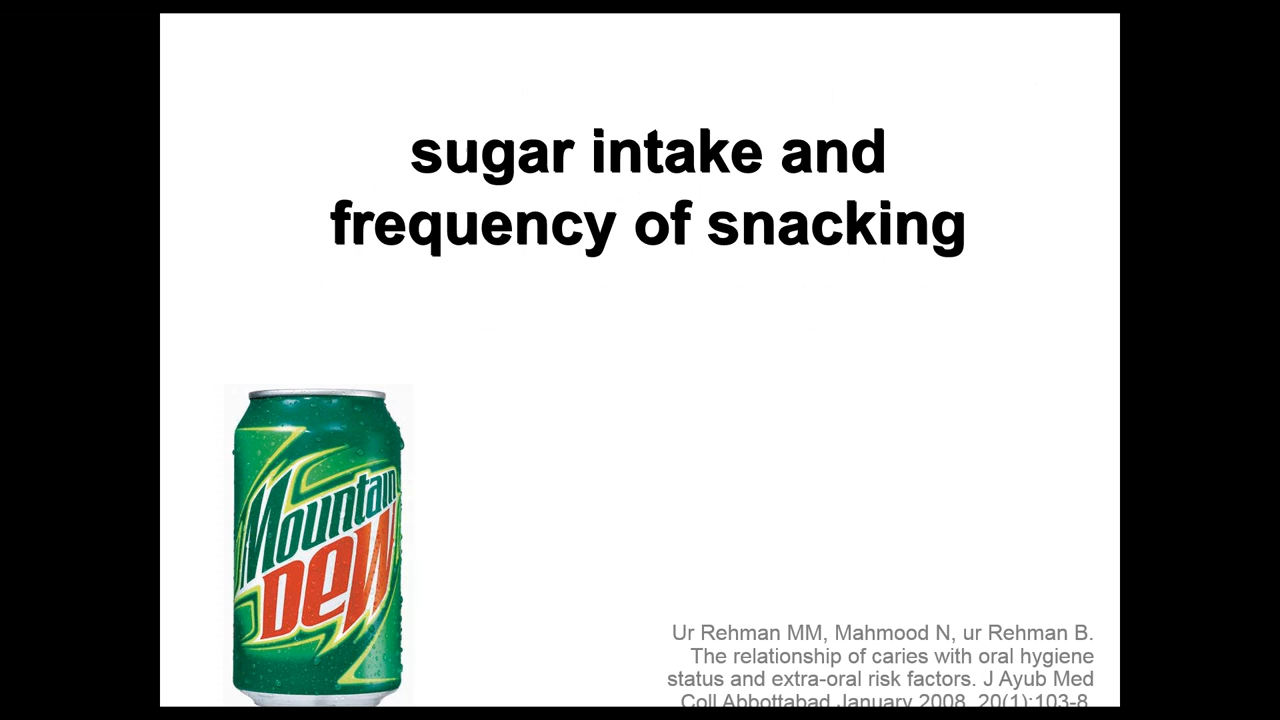 sugar intake and
frequency of snacking
Mountain
Dew
Ur Rehman MM, Mahmood N, ur Rehman B.
The relationship of caries with oral hygiene
status and extra-oral risk factors. J Ayub Med
Coll Abbottabad January 2008, 20(1):103-8.